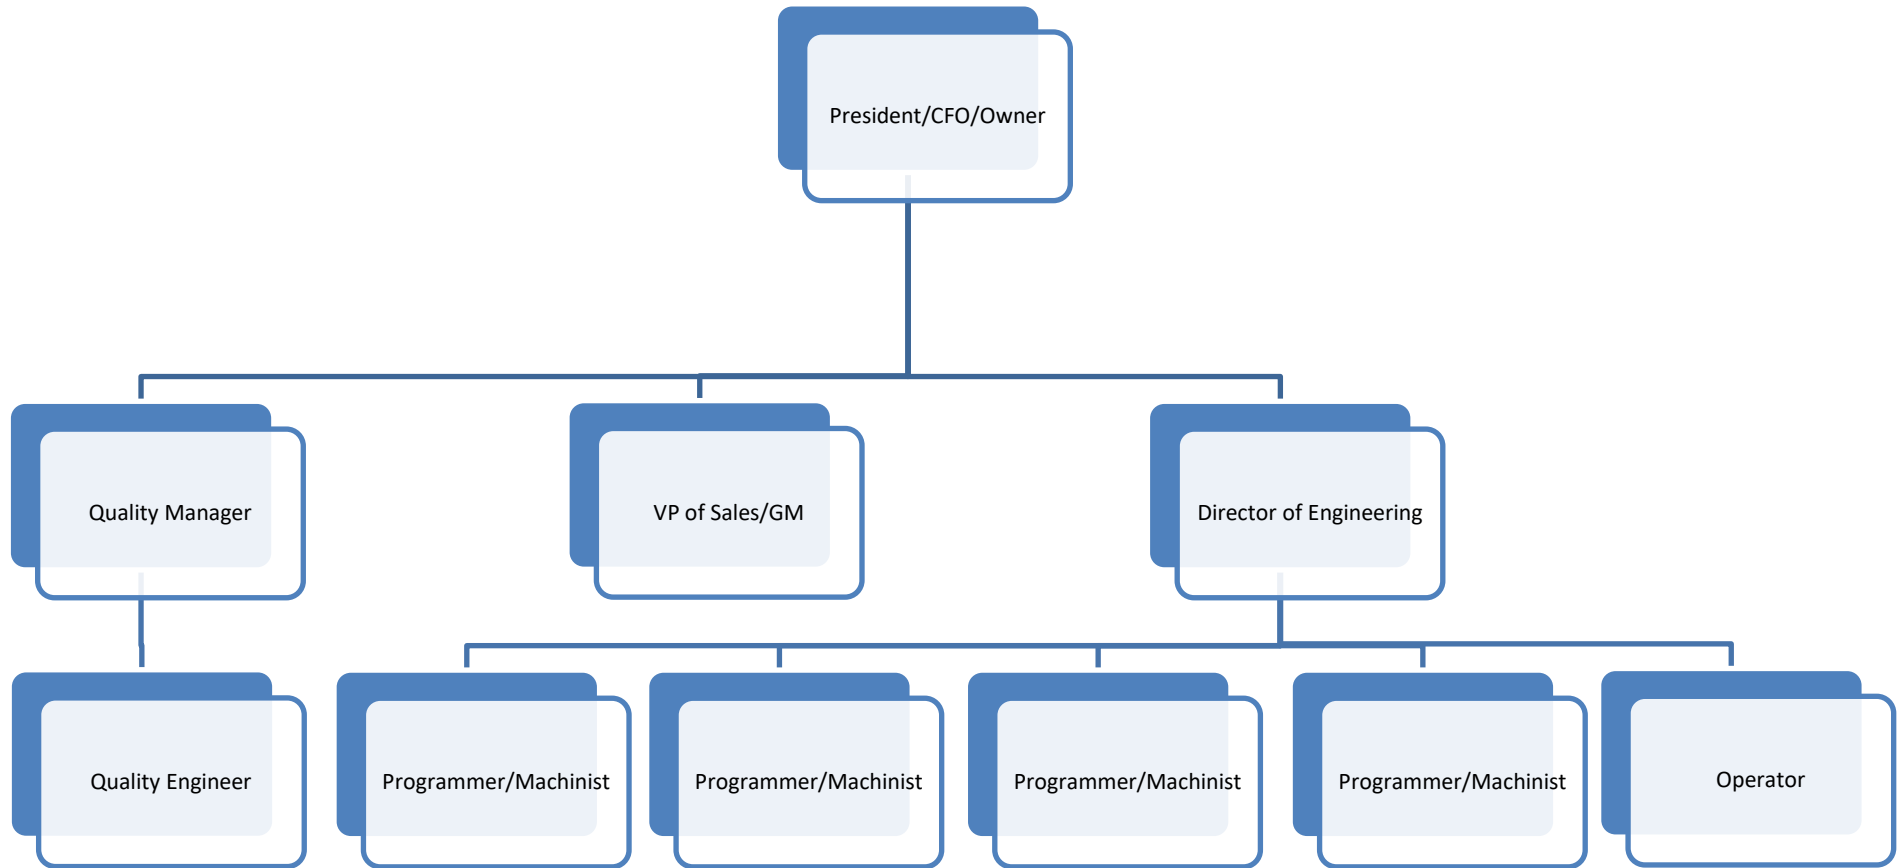 President/CFO/Owner
Quality Manager
VP of Sales/GM
Director of Engineering
Quality Engineer
Programmer/Machinist
Programmer/Machinist
Programmer/Machinist
Programmer/Machinist
Operator